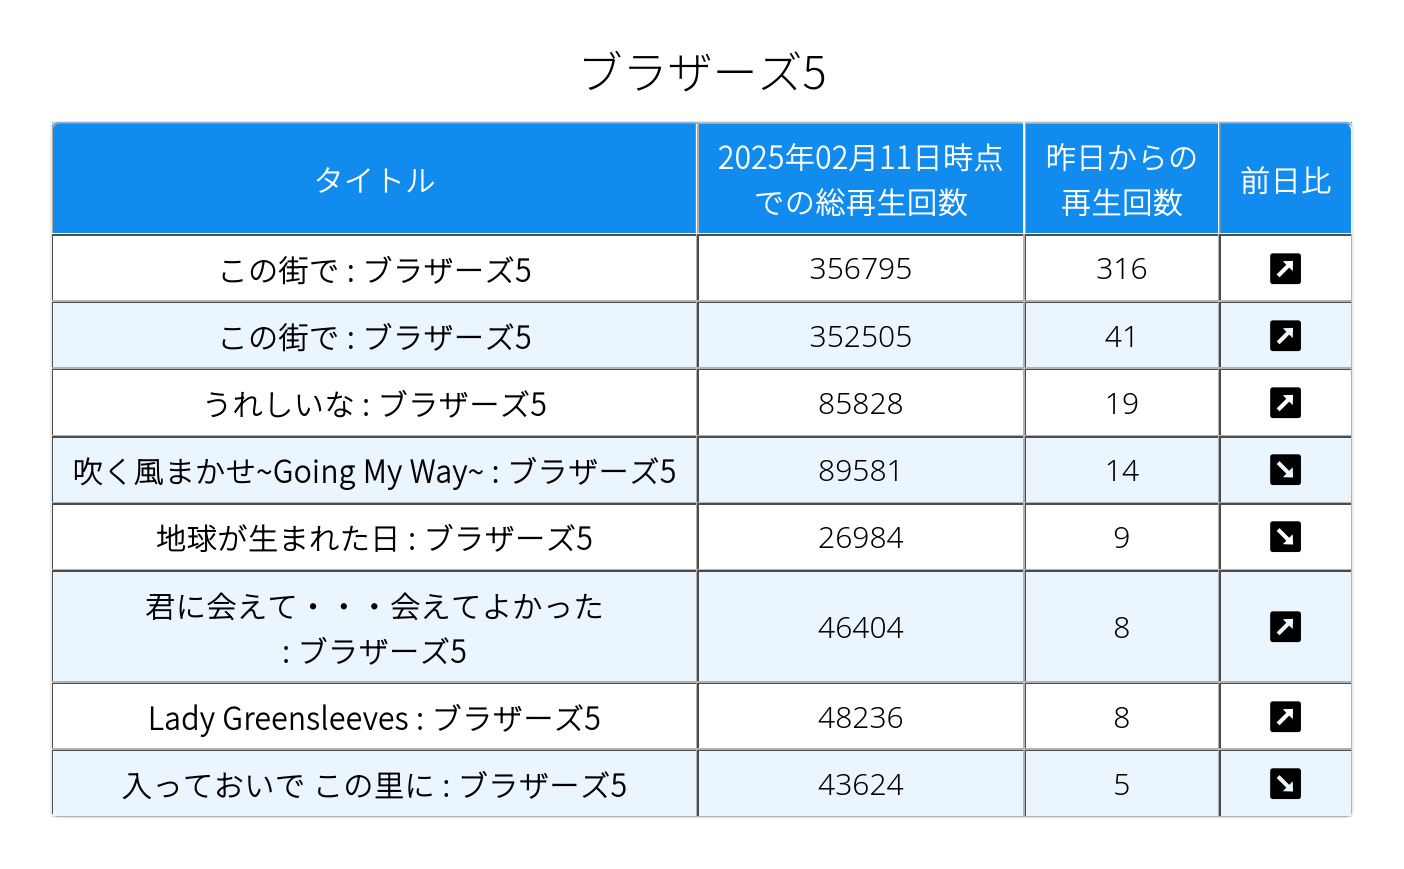 ブラザーズ5
タイトル
2025年02月11日時点
での総再生回数
昨日からの
再生回数
前日比
この街で : ブラザーズ5
356795
316
この街で : ブラザーズ5
352505
41
うれしいな : ブラザーズ5
85828
19
吹く風まかせ~Going My Way~ : ブラザーズ5
89581
14
地球が生まれた日 : ブラザーズ5
26984
9
君に会えて・・・会えてよかった
: ブラザーズ5
46404
8
Lady Greensleeves : ブラザーズ5
48236
8
入っておいで この里に : ブラザーズ5
43624
5